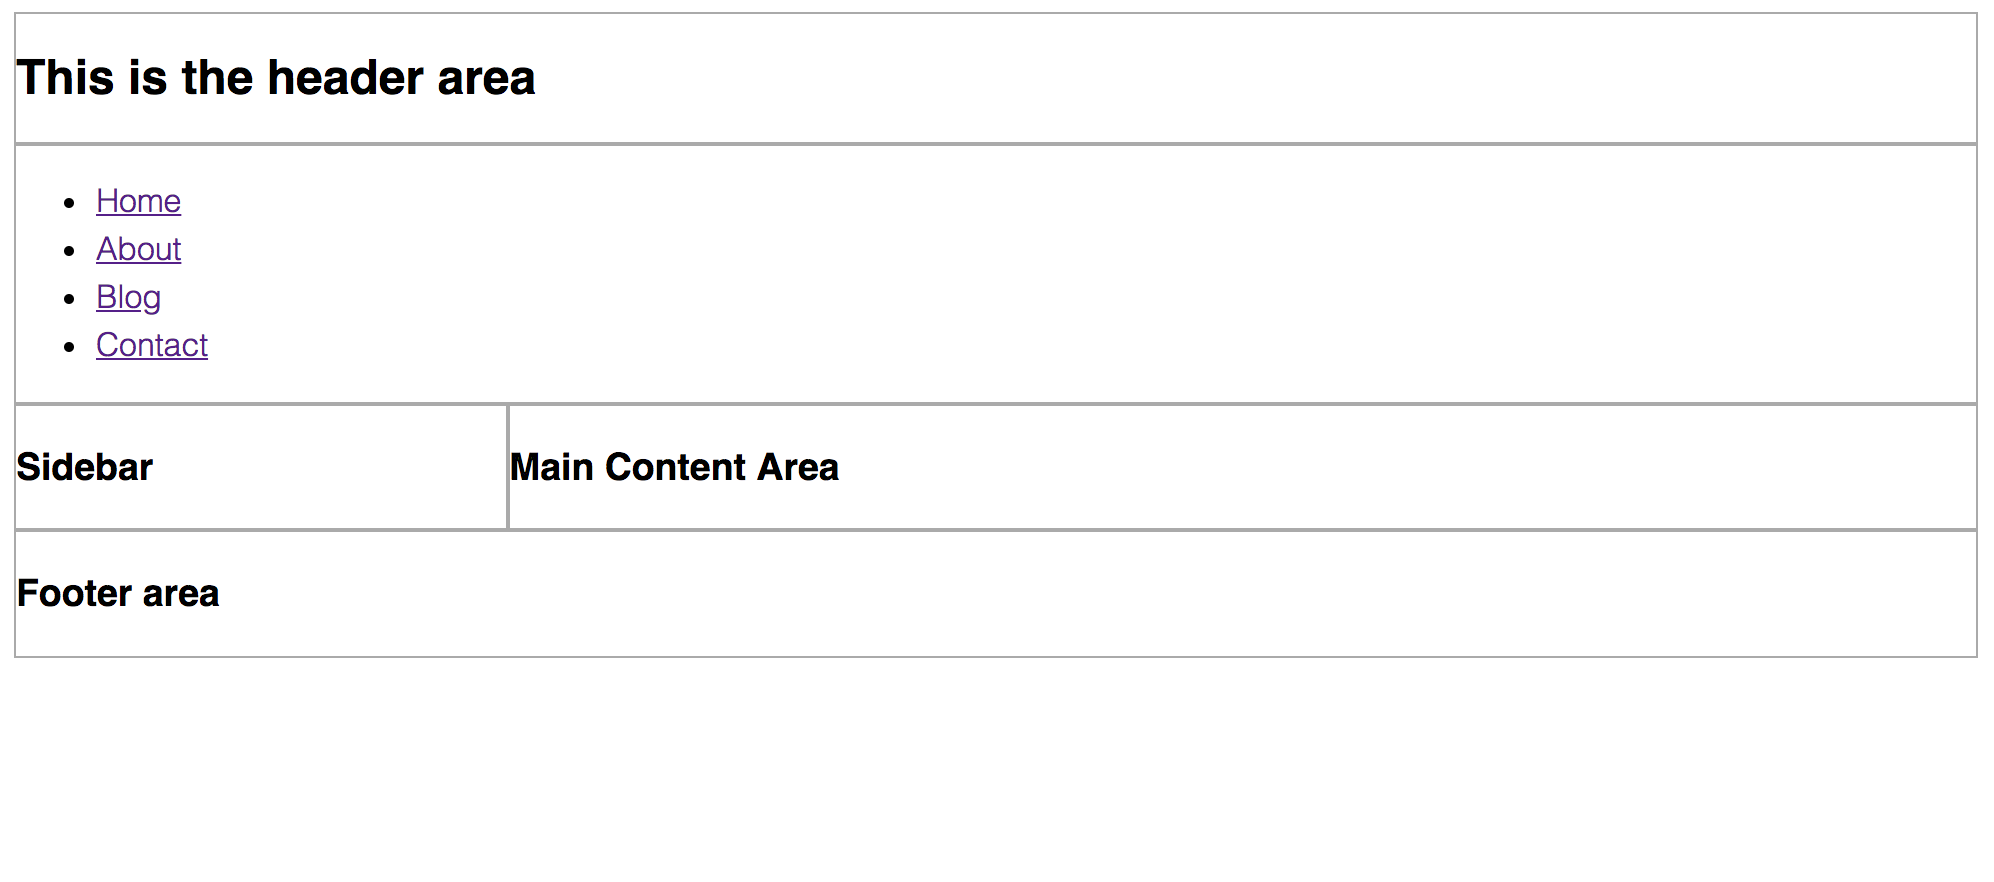 This is the header area
Home
About
Blog
Contact
Sidebar
Main Content Area
Footer area